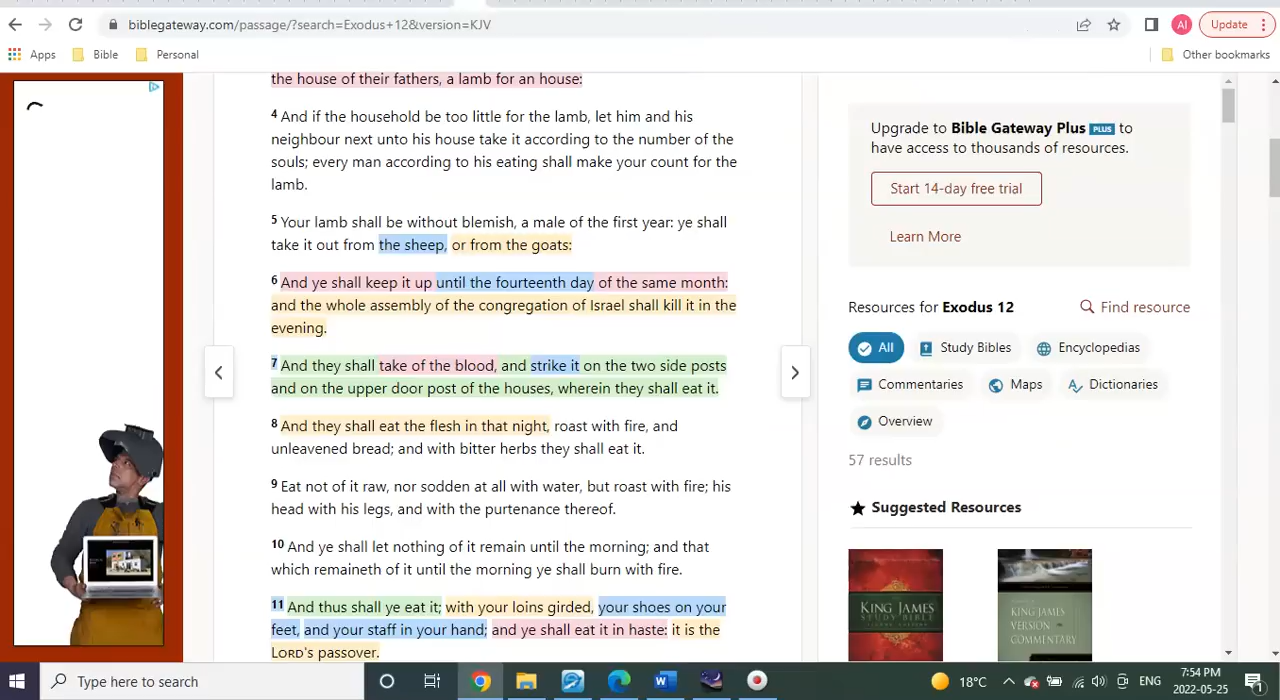 biblegateway.com/passage/?search=Exodus+12&version=KJV
AI
Update
Apps
Bible
Personal
Other bookmarks
the house of their fathers, a lamb for an house:
4 And if the household be too little for the lamb, let him and his
neighbour next unto his house take it according to the number of the
souls; every man according to his eating shall make your count for the
lamb.
5 Your lamb shall be without blemish, a male of the first year: ye shall
take it out from the sheep, or from the goats:
6 And ye shall keep it up until the fourteenth day of the same month:
and the whole assembly of the congregation of Israel shall kill it in the
evening.
7 And they shall take of the blood, and strike it on the two side posts
and on the upper door post of the houses, wherein they shall eat it.
8 And they shall eat the flesh in that night, roast with fire, and
unleavened bread; and with bitter herbs they shall eat it.
9 Eat not of it raw, nor sodden at all with water, but roast with fire; his
head with his legs, and with the purtenance thereof.
10 And ye shall let nothing of it remain until the morning; and that
which remaineth of it until the morning ye shall burn with fire.
11 And thus shall ye eat it; with your loins girded, your shoes on your
feet, and your staff in your hand; and ye shall eat it in haste: it is the
LORD's passover.
Upgrade to Bible Gateway Plus PLUS to
have access to thousands of resources.
Start 14-day free trial
Learn More
Resources for Exodus 12
Find resource
All
Study Bibles
Encyclopedias
Commentaries
Maps
Dictionaries
Overview
57 results
Suggested Resources
KING JAMES
STUDY BIBLE
KING JAMES
VERSION
COMMENTARY
Type here to search
18°C
ENG
7:54 PM
2022-05-25
1